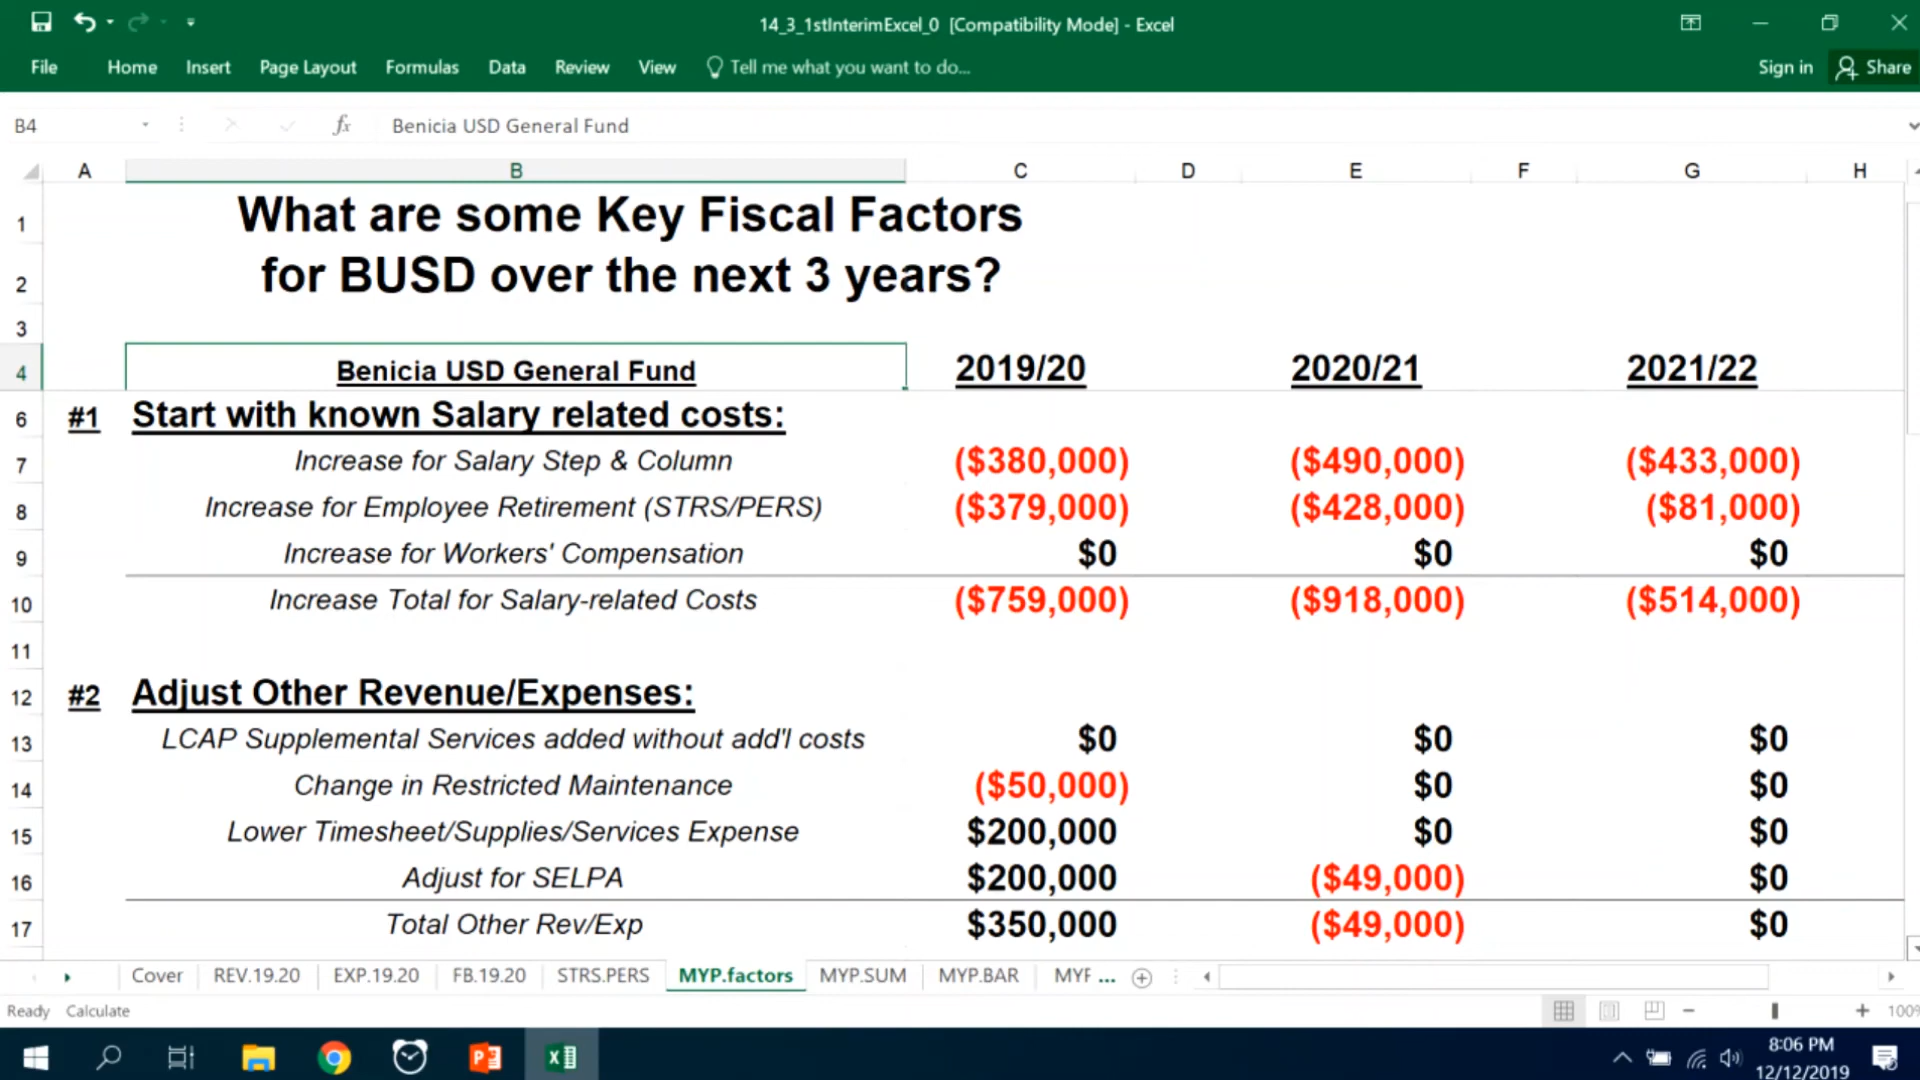 14_3_1stInterimExcel_0 [Compatibility Mode] - Excel
File Home Insert Page Layout Formulas Data Review View Tell me what you want to do... Sign in Share
B4 fx Benicia USD General Fund
A B C D E F G H
1 What are some Key Fiscal Factors
2 for BUSD over the next 3 years?
3
4 Benicia USD General Fund 2019/20 2020/21 2021/22
6 #1 Start with known Salary related costs:
7 Increase for Salary Step & Column ($380,000) ($490,000) ($433,000)
8 Increase for Employee Retirement (STRS/PERS) ($379,000) ($428,000) ($81,000)
9 Increase for Workers' Compensation $0 $0 $0
10 Increase Total for Salary-related Costs ($759,000) ($918,000) ($514,000)
11
12 #2 Adjust Other Revenue/Expenses:
13 LCAP Supplemental Services added without add'l costs $0 $0 $0
14 Change in Restricted Maintenance ($50,000) $0 $0
15 Lower Timesheet/Supplies/Services Expense $200,000 $0 $0
16 Adjust for SELPA $200,000 ($49,000) $0
17 Total Other Rev/Exp $350,000 ($49,000) $0
Cover REV.19.20 EXP.19.20 FB.19.20 STRS.PERS MYP.factors MYP.SUM MYP.BAR MYP ...
Ready Calculate 100%
8:06 PM
12/12/2019